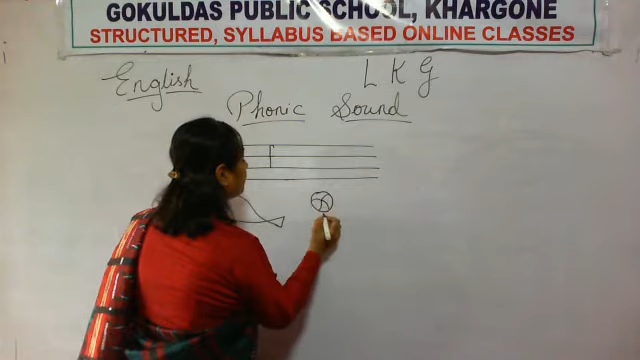 GOKULDAS PUBLIC SCHOOL, KHARGONE
STRUCTURED, SYLLABUS BASED ONLINE CLASSES
English
L K G
Phonic Sound